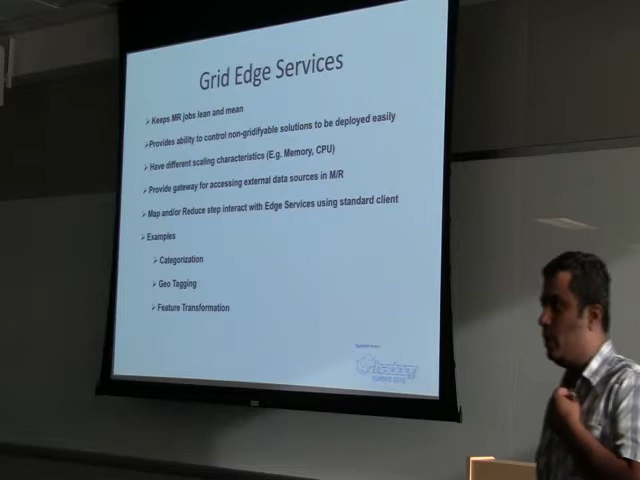 Grid Edge Services
Keeps MR jobs lean and mean
Provides ability to control non-gridifyable solutions to be deployed easily
Have different scaling characteristics (E.g. Memory, CPU)
Provide gateway for accessing external data sources in M/R
Map and/or Reduce step interact with Edge Services using standard client
Examples
Categorization
Geo Tagging
Feature Transformation
hadoop